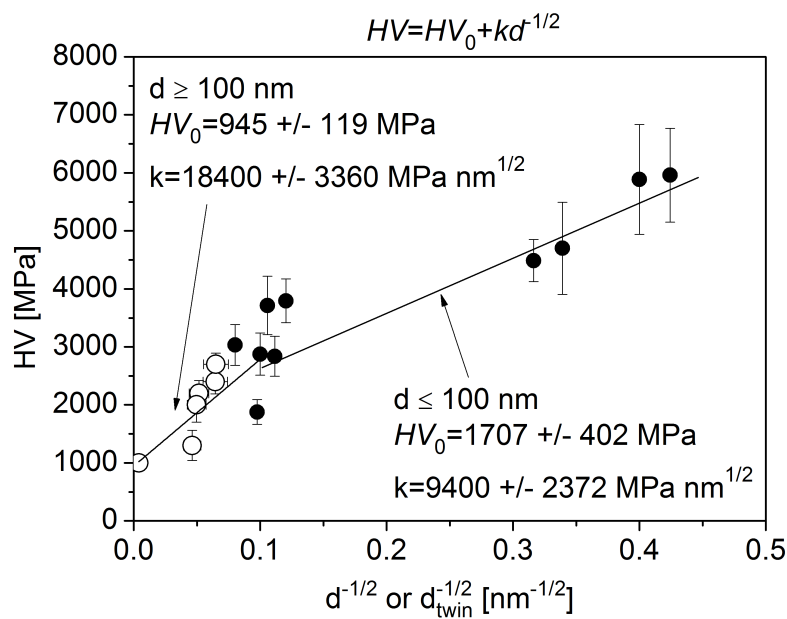 HV=HV₀+kd⁻¹/²
8000
7000
6000
5000
4000
3000
2000
1000
0
HV [MPa]
d ≥ 100 nm
HV₀=945 +/- 119 MPa
k=18400 +/- 3360 MPa nm¹/²
d ≤ 100 nm
HV₀=1707 +/- 402 MPa
k=9400 +/- 2372 MPa nm¹/²
0.0 0.1 0.2 0.3 0.4 0.5
d⁻¹/² or d_twin⁻¹/² [nm⁻¹/²]